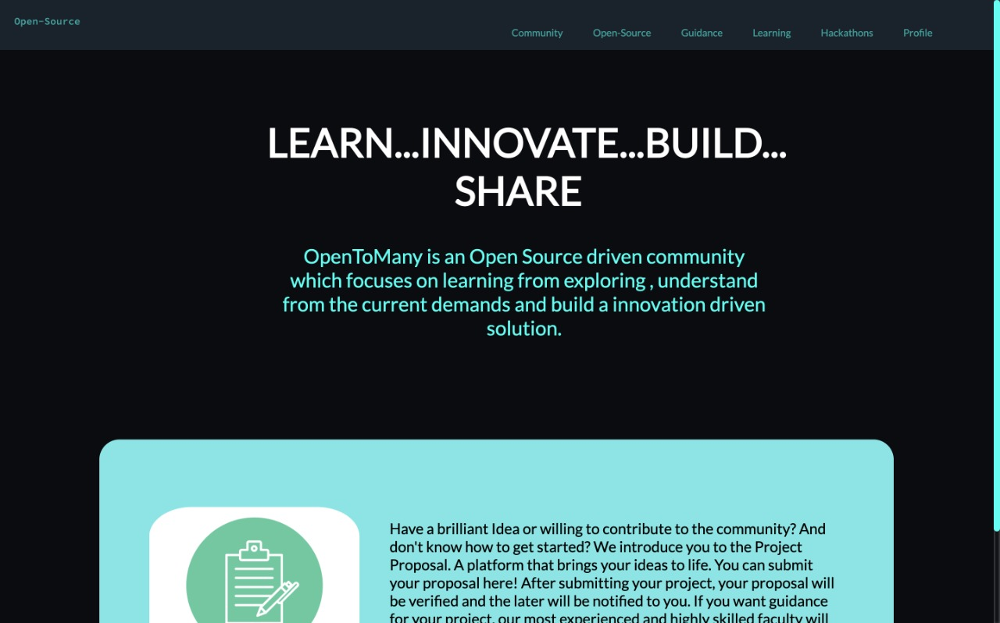 Open-Source
Community Open-Source Guidance Learning Hackathons Profile
LEARN...INNOVATE...BUILD...
SHARE
OpenToMany is an Open Source driven community
which focuses on learning from exploring , understand
from the current demands and build a innovation driven
solution.
Have a brilliant Idea or willing to contribute to the community? And
don't know how to get started? We introduce you to the Project
Proposal. A platform that brings your ideas to life. You can submit
your proposal here! After submitting your project, your proposal will
be verified and the later will be notified to you. If you want guidance
for your project, our most experienced and highly skilled faculty will